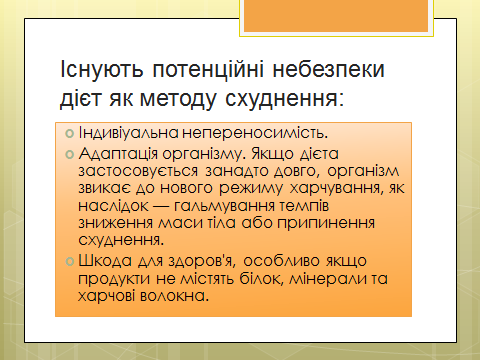 Існують потенційні небезпеки
дієт як методу схуднення:
Індивіуальна непереносимість.
Адаптація організму. Якщо дієта
застосовується занадто довго, організм
звикає до нового режиму харчування, як
наслідок — гальмування темпів
зниження маси тіла або припинення
схуднення.
Шкода для здоров'я, особливо якщо
продукти не містять білок, мінерали та
харчові волокна.